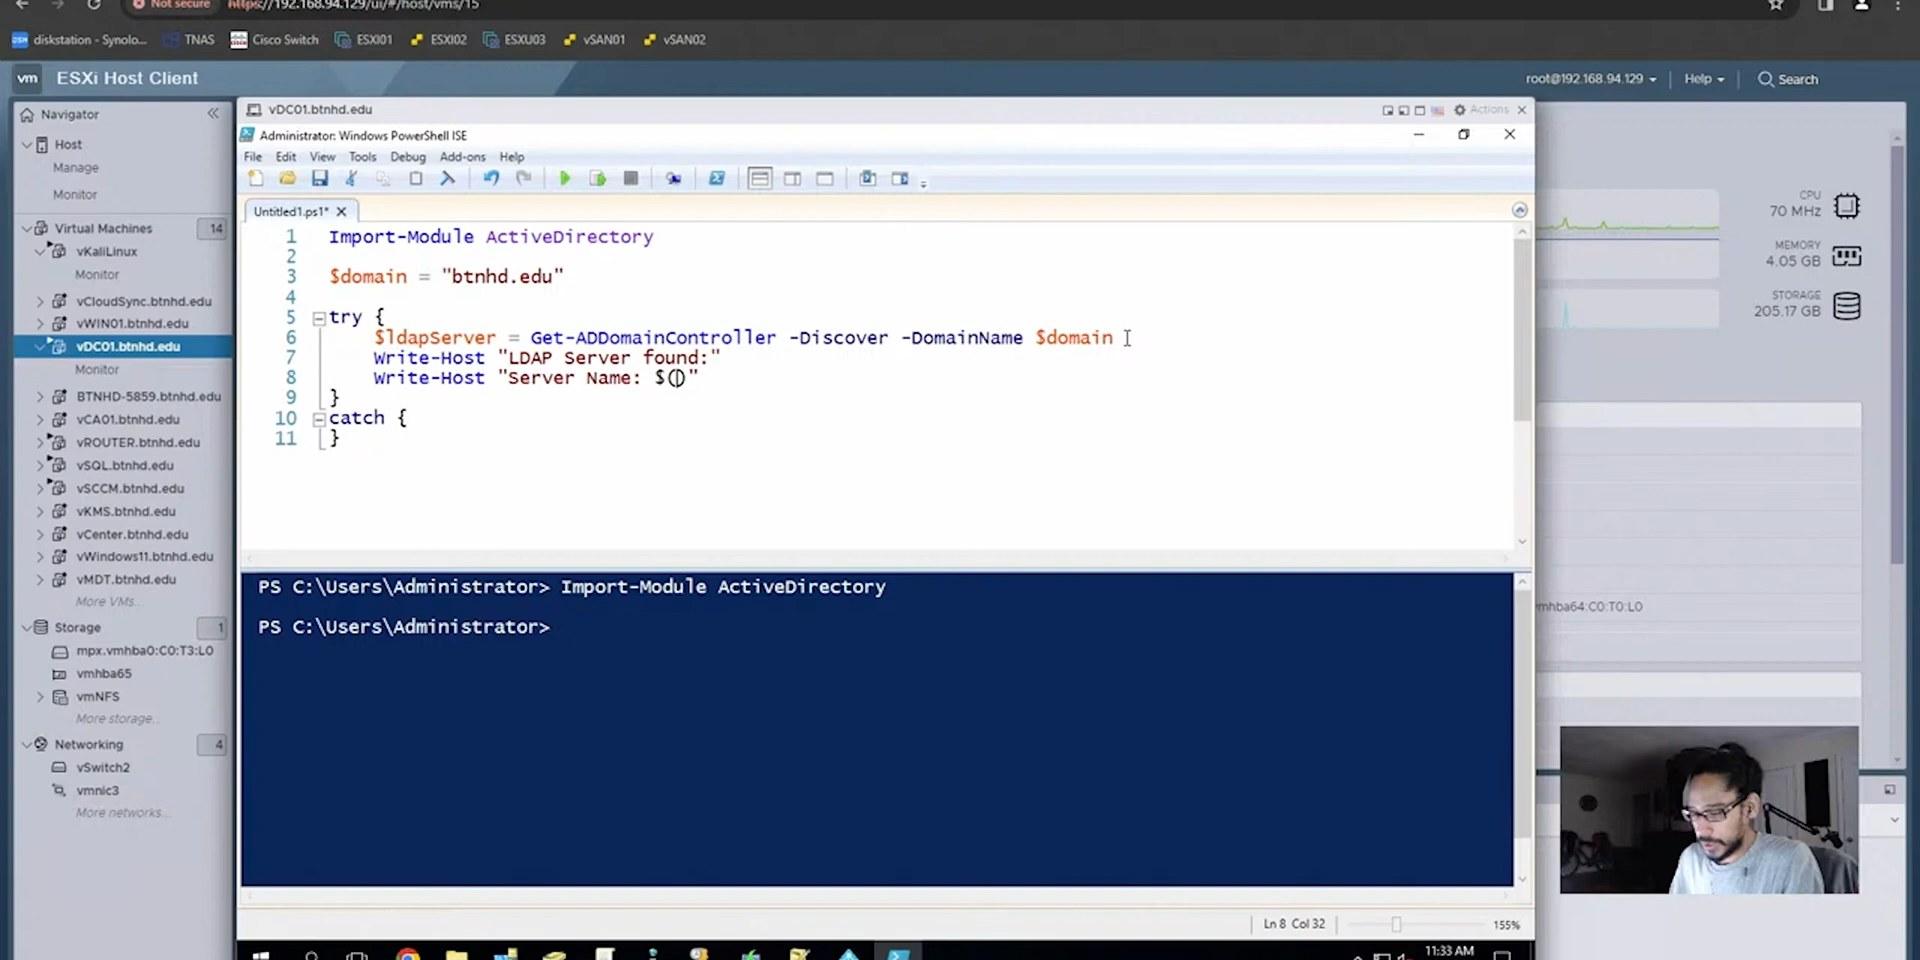 Not secure https://192.168.94.129/ui/#/host/vms/15
diskstation - Synolo... TNAS Cisco Switch ESXI01 ESXI02 ESXU03 vSAN01 vSAN02
vm ESXi Host Client root@192.168.94.129 Help Search
Navigator
Host
Manage
Monitor
Virtual Machines 14
vKaliLinux
Monitor
vCloudSync.btnhd.edu
vWIN01.btnhd.edu
vDC01.btnhd.edu
Monitor
BTNHD-5859.btnhd.edu
vCA01.btnhd.edu
vROUTER.btnhd.edu
vSQL.btnhd.edu
vSCCM.btnhd.edu
vKMS.btnhd.edu
vCenter.btnhd.edu
vWindows11.btnhd.edu
vMDT.btnhd.edu
More VMs...
Storage 1
mpx.vmhba0:C0:T3:L0
vmhba65
vmNFS
More storage...
Networking 4
vSwitch2
vmnic3
More networks...
vDC01.btnhd.edu Actions
Administrator: Windows PowerShell ISE
File Edit View Tools Debug Add-ons Help
Untitled1.ps1*
1 Import-Module ActiveDirectory
2
3 $domain = "btnhd.edu"
4
5 try {
6 $ldapServer = Get-ADDomainController -Discover -DomainName $domain
7 Write-Host "LDAP Server found:"
8 Write-Host "Server Name: $()"
9 }
10 catch {
11 }
PS C:\Users\Administrator> Import-Module ActiveDirectory
PS C:\Users\Administrator>
Ln 8 Col 32 155%
11:33 AM
CPU
70 MHz
MEMORY
4.05 GB
STORAGE
205.17 GB
mhba64:C0:T0:L0